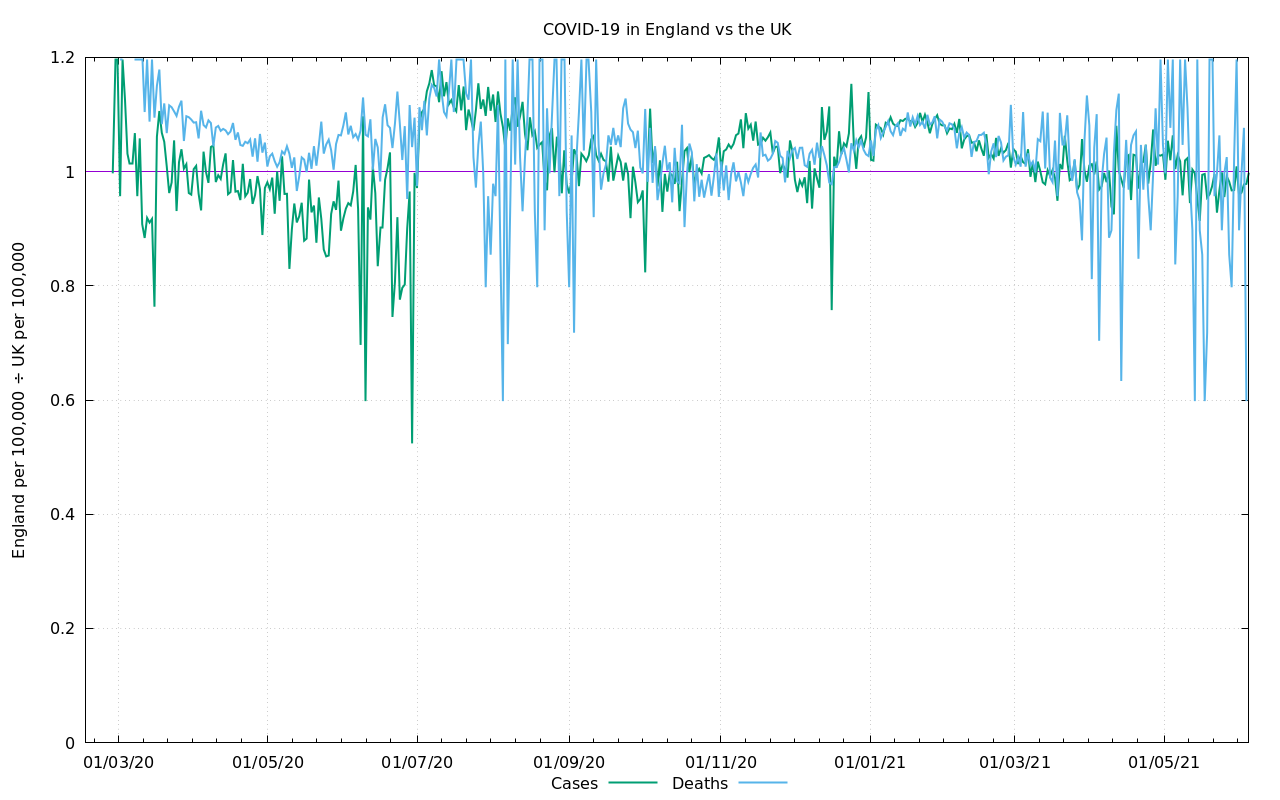 COVID-19 in England vs the UK
England per 100,000 ÷ UK per 100,000
1.2
1
0.8
0.6
0.4
0.2
0
01/03/20 01/05/20 01/07/20 01/09/20 01/11/20 01/01/21 01/03/21 01/05/21
Cases Deaths